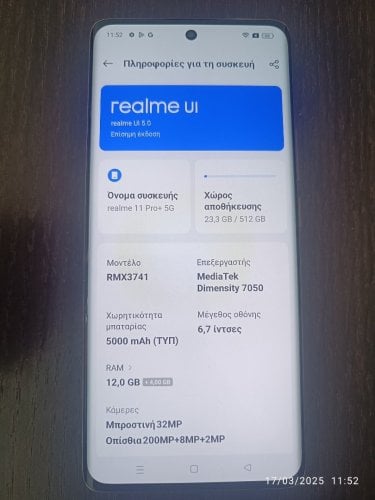 11:52
Πληροφορίες για τη συσκευή
realme UI
realme UI 5.0
Επίσημη έκδοση
Όνομα συσκευής
realme 11 Pro+ 5G
Χώρος
αποθήκευσης
23,3 GB / 512 GB
Μοντέλο
RMX3741
Επεξεργαστής
MediaTek
Dimensity 7050
Χωρητικότητα
μπαταρίας
5000 mAh (ΤΥΠ)
Μέγεθος οθόνης
6,7 ίντσες
RAM >
12,0 GB + 4,00 GB
Κάμερες
Μπροστινή 32MP
Οπίσθια 200MP+8MP+2MP
17/03/2025 11:52